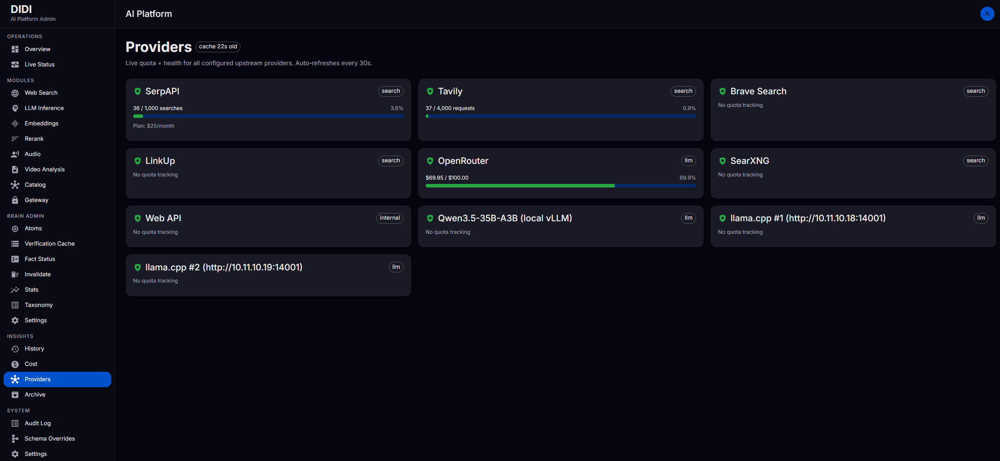 DIDI
AI Platform Admin
OPERATIONS
Overview
Live Status
MODULES
Web Search
LLM Inference
Embeddings
Rerank
Audio
Video Analysis
Catalog
Gateway
BRAIN ADMIN
Atoms
Verification Cache
Fact Status
Invalidate
Stats
Taxonomy
Settings
INSIGHTS
History
Cost
Providers
Archive
SYSTEM
Audit Log
Schema Overrides
Settings
AI Platform
A
Providers cache 22s old
Live quota + health for all configured upstream providers. Auto-refreshes every 30s.
SerpAPI search
36 / 1,000 searches 3.6%
Plan: $25/month
Tavily search
37 / 4,000 requests 0.9%
Brave Search search
No quota tracking
LinkUp search
No quota tracking
OpenRouter llm
$69.95 / $100.00 69.9%
SearXNG search
No quota tracking
Web API internal
No quota tracking
Qwen3.5-35B-A3B (local vLLM) llm
No quota tracking
llama.cpp #1 (http://10.11.10.18:14001) llm
No quota tracking
llama.cpp #2 (http://10.11.10.19:14001) llm
No quota tracking